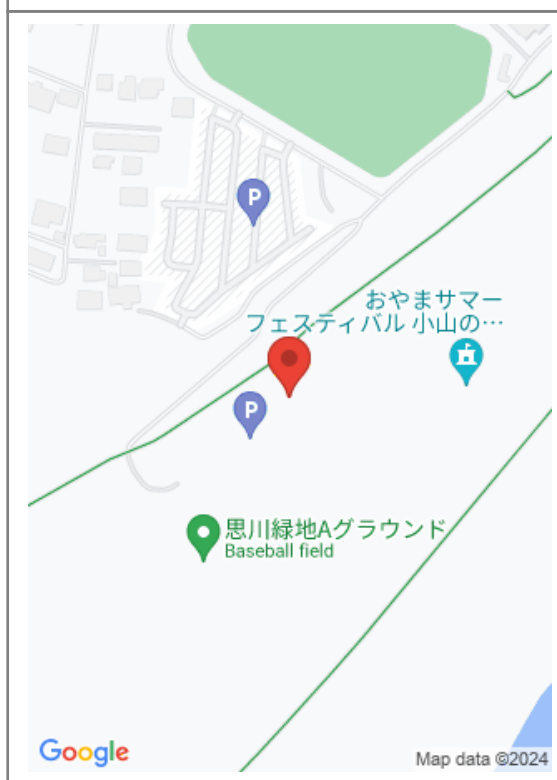 P
おやまサマー
フェスティバル 小山の…
P
思川緑地Aグラウンド
Baseball field
Google
Map data ©2024